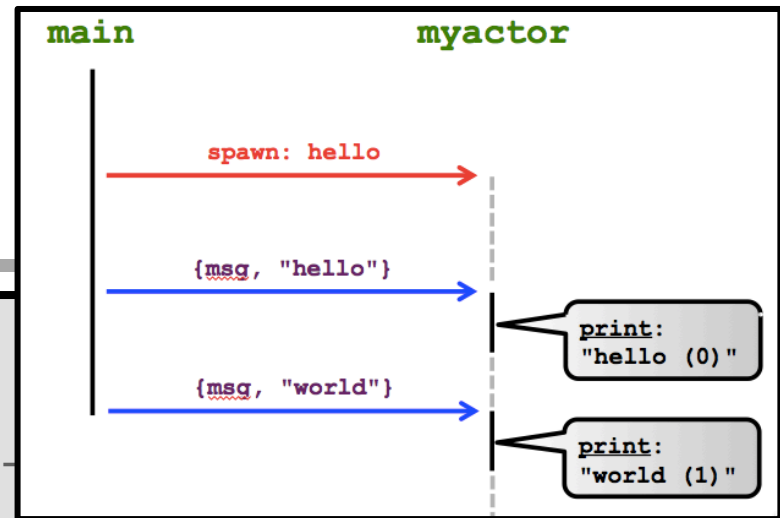 main myactor
spawn: hello
{msg, "hello"}
print:
"hello (0)"
{msg, "world"}
print:
"world (1)"